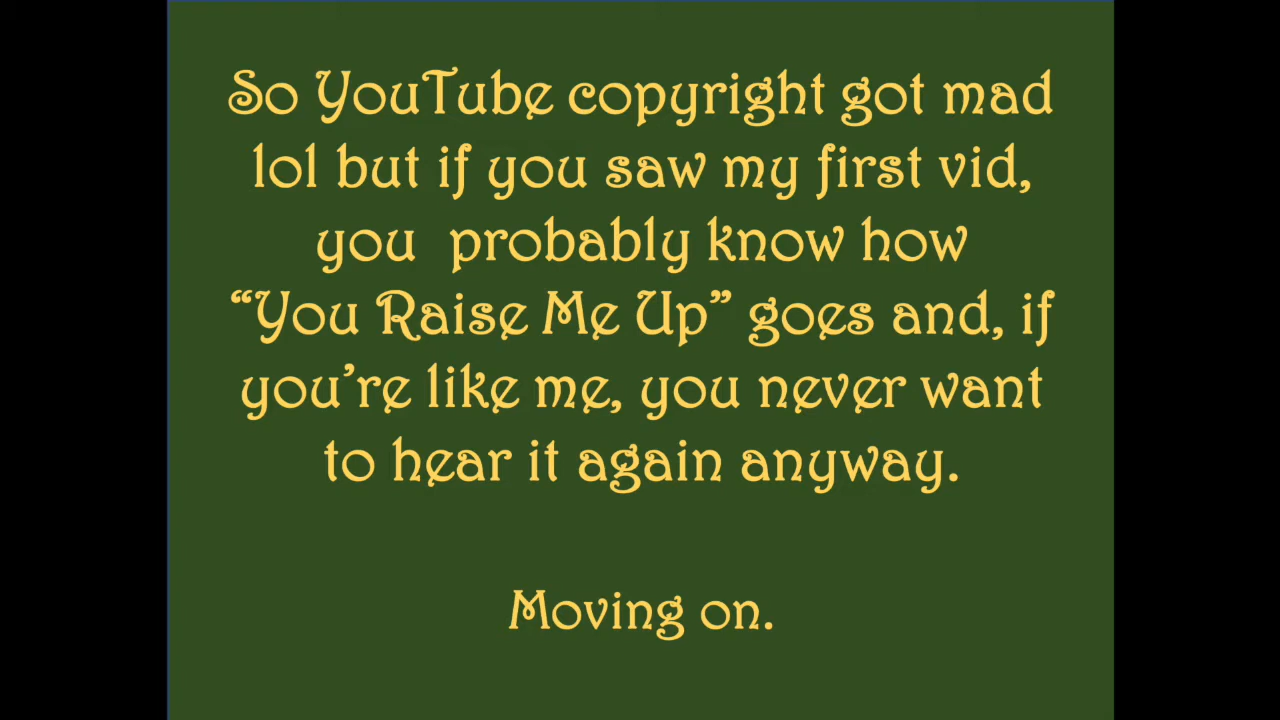 So YouTube copyright got mad
lol but if you saw my first vid,
you  probably know how
“You Raise Me Up” goes and, if
you’re like me, you never want
to hear it again anyway.
Moving on.